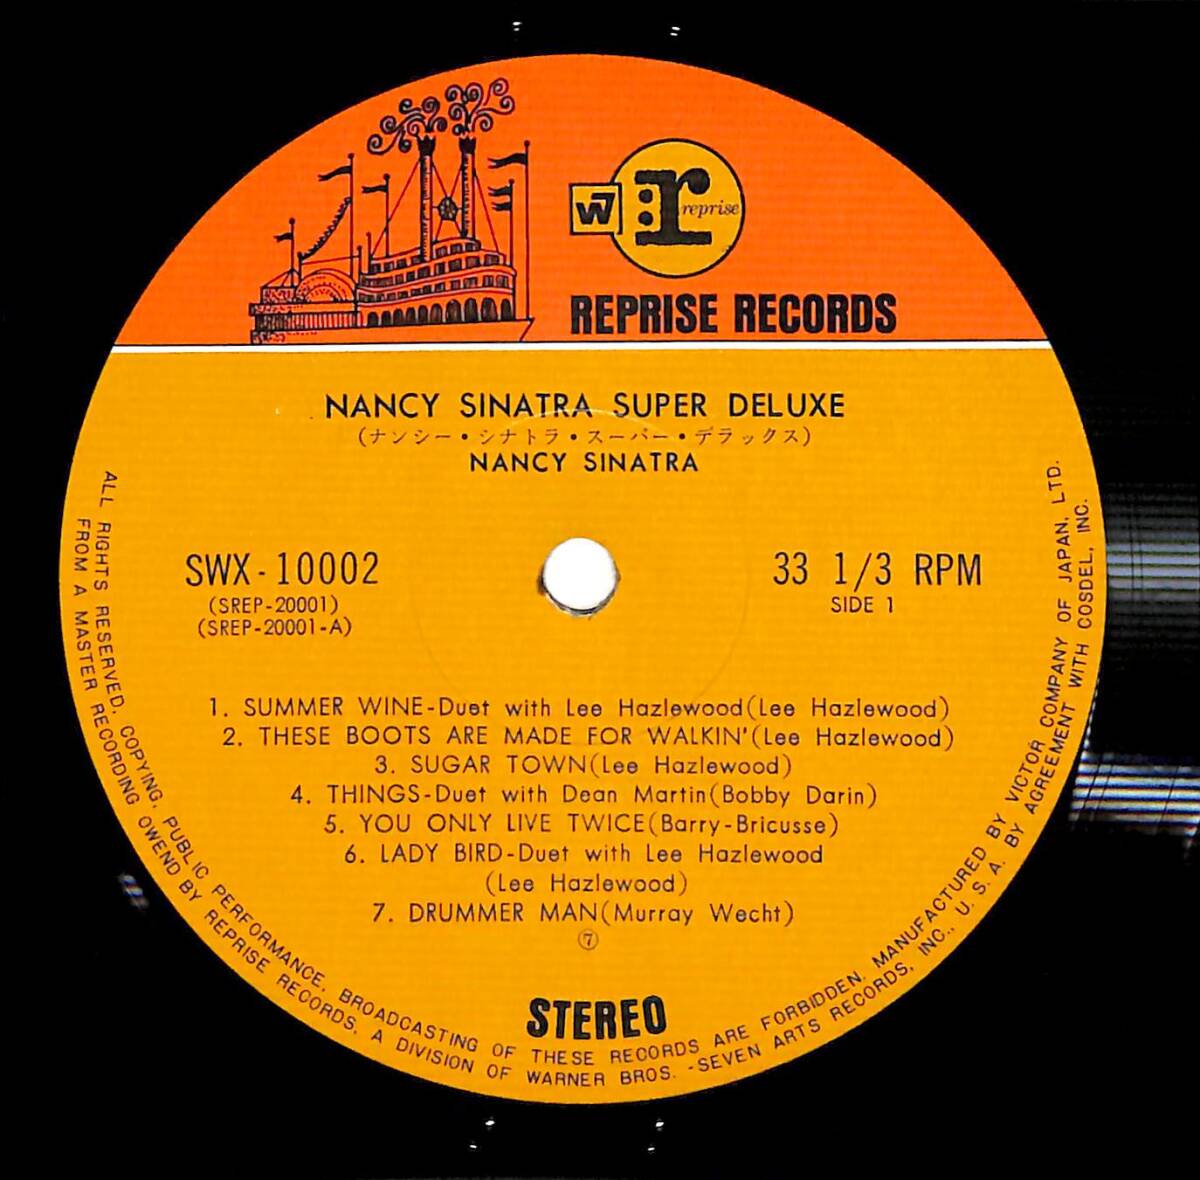 W7
r
reprise
REPRISE RECORDS
NANCY SINATRA SUPER DELUXE
(ナンシー・シナトラ・スーパー・デラックス)
NANCY SINATRA
SWX-10002
(SREP-20001)
(SREP-20001-A)
33 1/3 RPM
SIDE 1
1. SUMMER WINE-Duet with Lee Hazlewood(Lee Hazlewood)
2. THESE BOOTS ARE MADE FOR WALKIN'(Lee Hazlewood)
3. SUGAR TOWN(Lee Hazlewood)
4. THINGS-Duet with Dean Martin(Bobby Darin)
5. YOU ONLY LIVE TWICE(Barry-Bricusse)
6. LADY BIRD-Duet with Lee Hazlewood
(Lee Hazlewood)
7. DRUMMER MAN(Murray Wecht)
⑦
STEREO
ALL RIGHTS RESERVED. COPYING. PUBLIC PERFORMANCE. BROADCASTING OF THESE RECORDS ARE FORBIDDEN. MANUFACTURED BY VICTOR COMPANY OF JAPAN, LTD.
FROM A MASTER RECORDING OWEND BY REPRISE RECORDS, A DIVISION OF WARNER BROS.-SEVEN ARTS RECORDS, INC., U.S.A. BY AGREEMENT WITH COSDEL, INC.